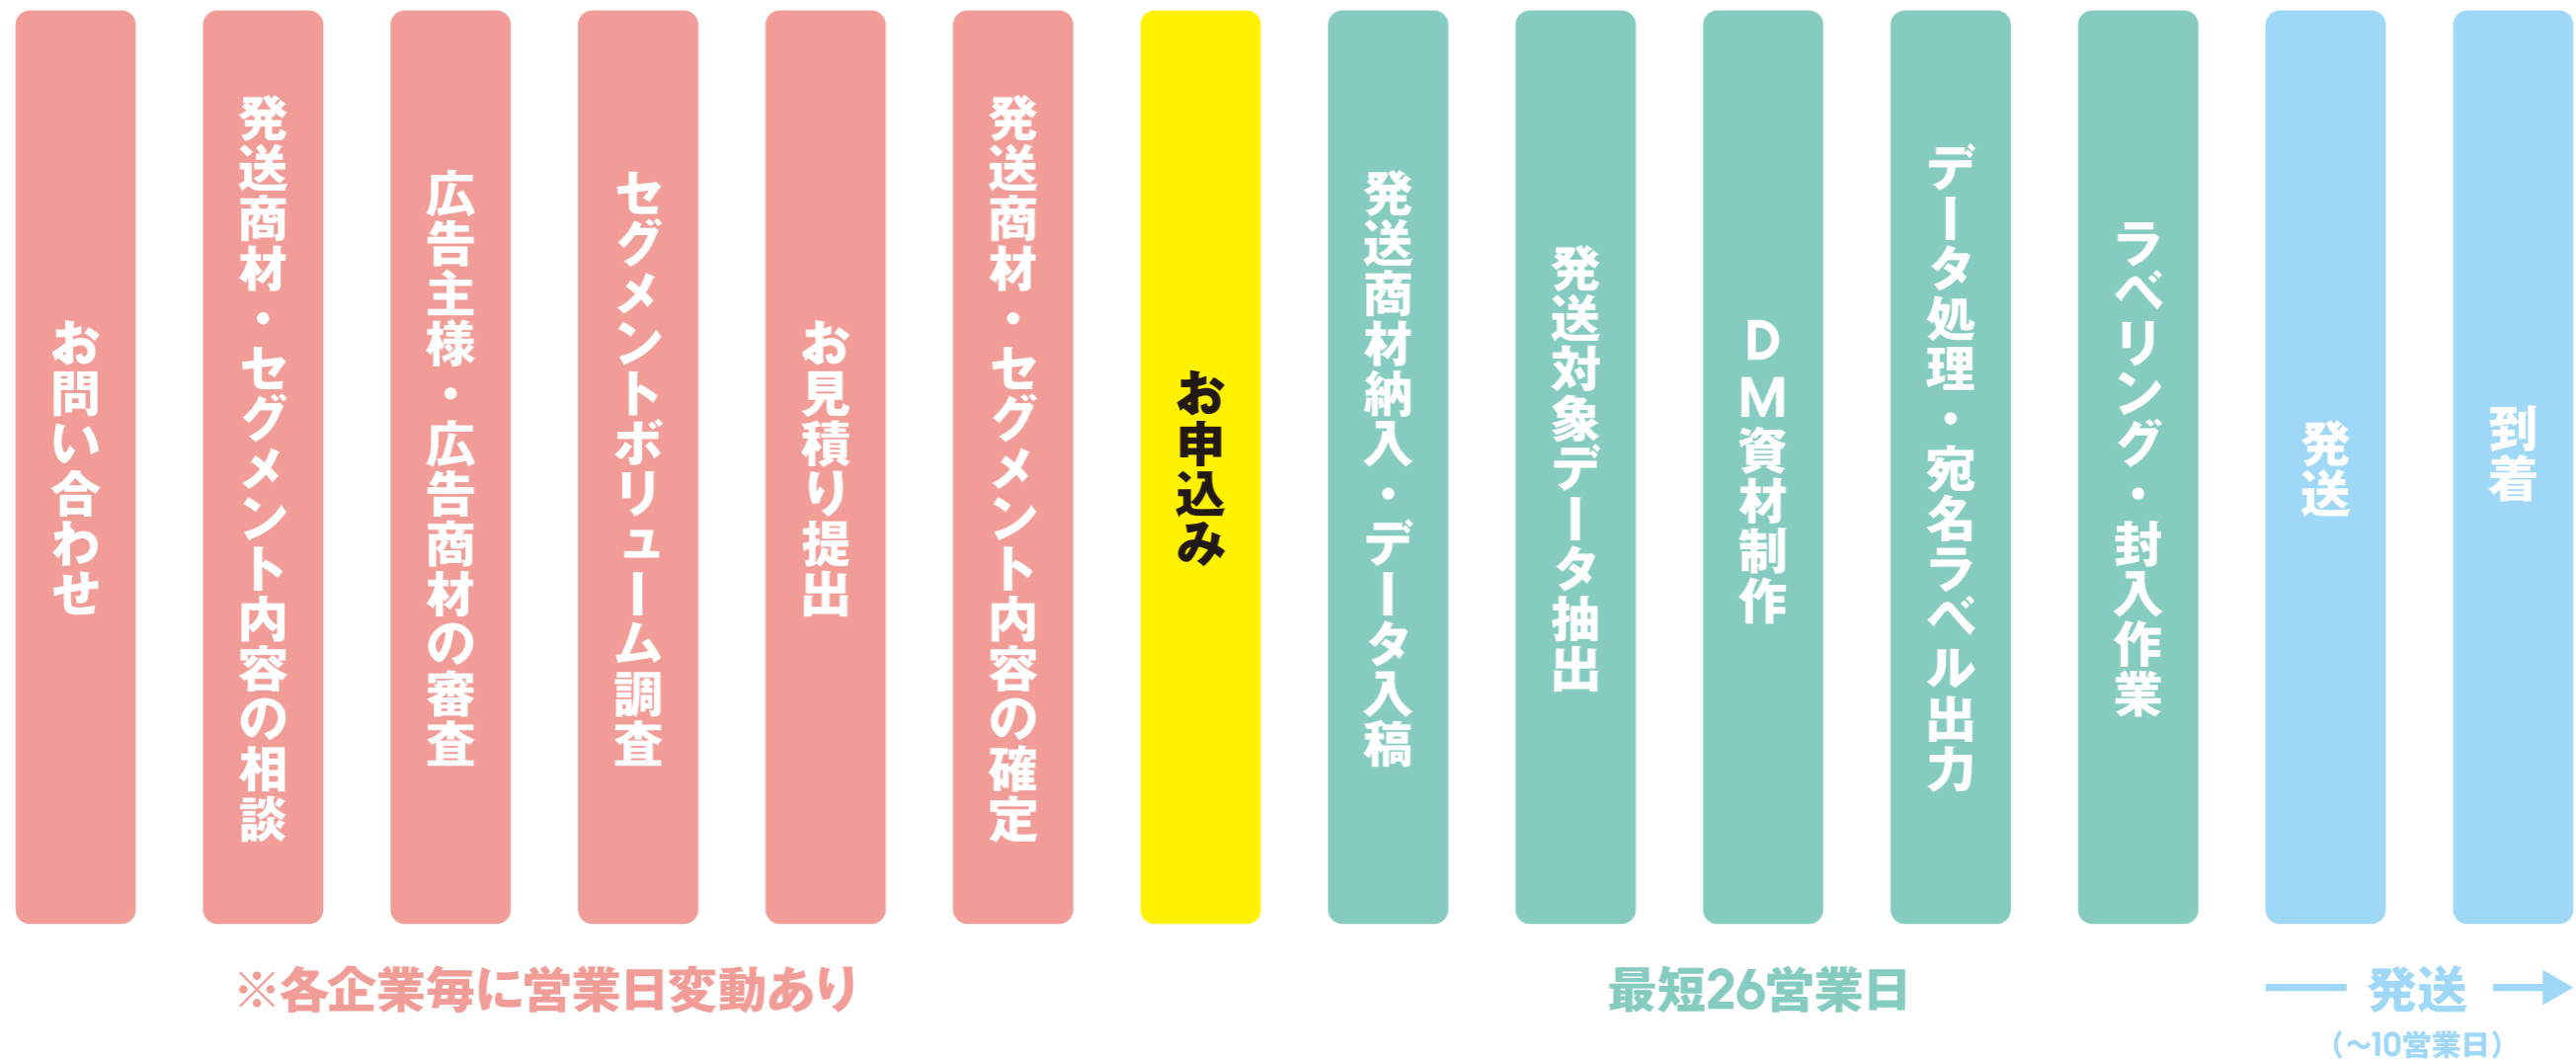 お問い合わせ
発送商材・セグメント内容の相談
広告主様・広告商材の審査
セグメントボリューム調査
お見積り提出
発送商材・セグメント内容の確定
お申込み
発送商材納入・データ入稿
発送対象データ抽出
DM資材制作
データ処理・宛名ラベル出力
ラベリング・封入作業
発送
到着
※各企業毎に営業日変動あり
最短26営業日
発送
（〜10営業日）